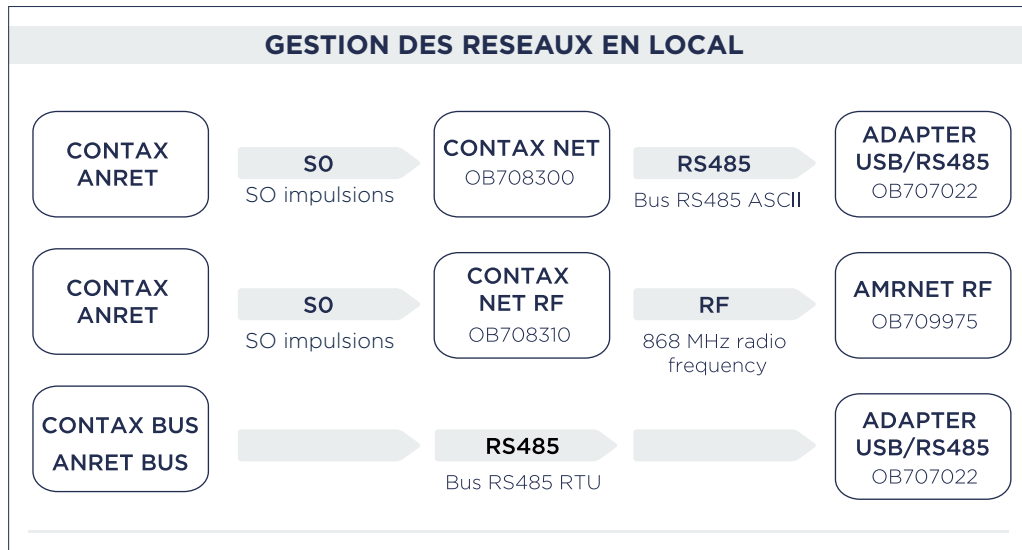 GESTION DES RESEAUX EN LOCAL
CONTAX
ANRET
S0
SO impulsions
CONTAX NET
OB708300
RS485
Bus RS485 ASCII
ADAPTER
USB/RS485
OB707022
CONTAX
ANRET
S0
SO impulsions
CONTAX
NET RF
OB708310
RF
868 MHz radio
frequency
AMRNET RF
OB709975
CONTAX BUS
ANRET BUS
RS485
Bus RS485 RTU
ADAPTER
USB/RS485
OB707022